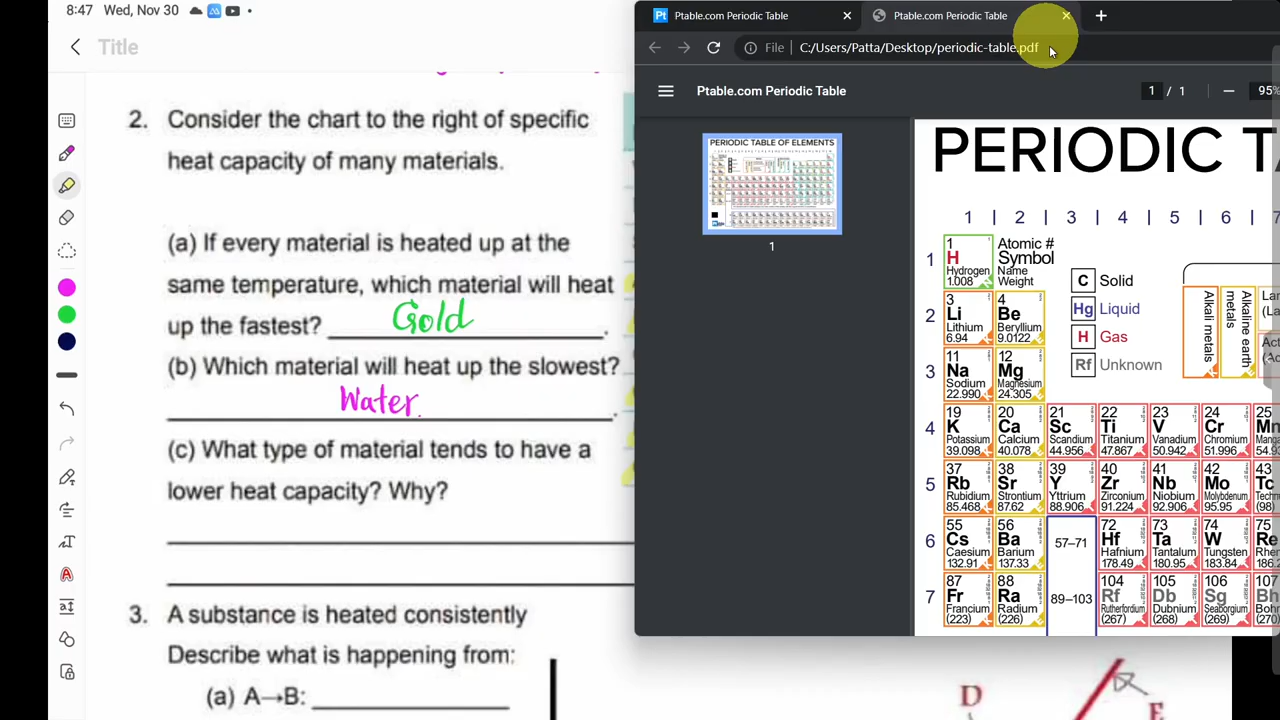 8:47 Wed, Nov 30
Title
2. Consider the chart to the right of specific
heat capacity of many materials.
(a) If every material is heated up at the
same temperature, which material will heat
up the fastest? Gold.
(b) Which material will heat up the slowest?
Water.
(c) What type of material tends to have a
lower heat capacity? Why?
3. A substance is heated consistently
Describe what is happening from:
(a) A→B:
D
E
Ptable.com Periodic Table
Ptable.com Periodic Table
File
C:/Users/Patta/Desktop/periodic-table.pdf
Ptable.com Periodic Table
1 / 1
95%
PERIODIC TABLE OF ELEMENTS
1
PERIODIC T
1 2 3 4 5 6 7
Atomic #
Symbol
Name
Weight
C Solid
Hg Liquid
H Gas
Rf Unknown
Alkali metals
Alkaline earth metals
1
1 H Hydrogen 1.008
2
3 Li Lithium 6.94
4 Be Beryllium 9.0122
3
11 Na Sodium 22.990
12 Mg Magnesium 24.305
4
19 K Potassium 39.098
20 Ca Calcium 40.078
21 Sc Scandium 44.956
22 Ti Titanium 47.867
23 V Vanadium 50.942
24 Cr Chromium 51.996
25
5
37 Rb Rubidium 85.468
38 Sr Strontium 87.62
39 Y Yttrium 88.906
40 Zr Zirconium 91.224
41 Nb Niobium 92.906
42 Mo Molybdenum 95.95
43 Tc (98)
6
55 Cs Caesium 132.91
56 Ba Barium 137.33
57–71
72 Hf Hafnium 178.49
73 Ta Tantalum 180.95
74 W Tungsten 183.84
75 Re
7
87 Fr Francium (223)
88 Ra Radium (226)
89–103
104 Rf Rutherfordium (267)
105 Db Dubnium (268)
106 Sg Seaborgium (269)
107 Bh (270)